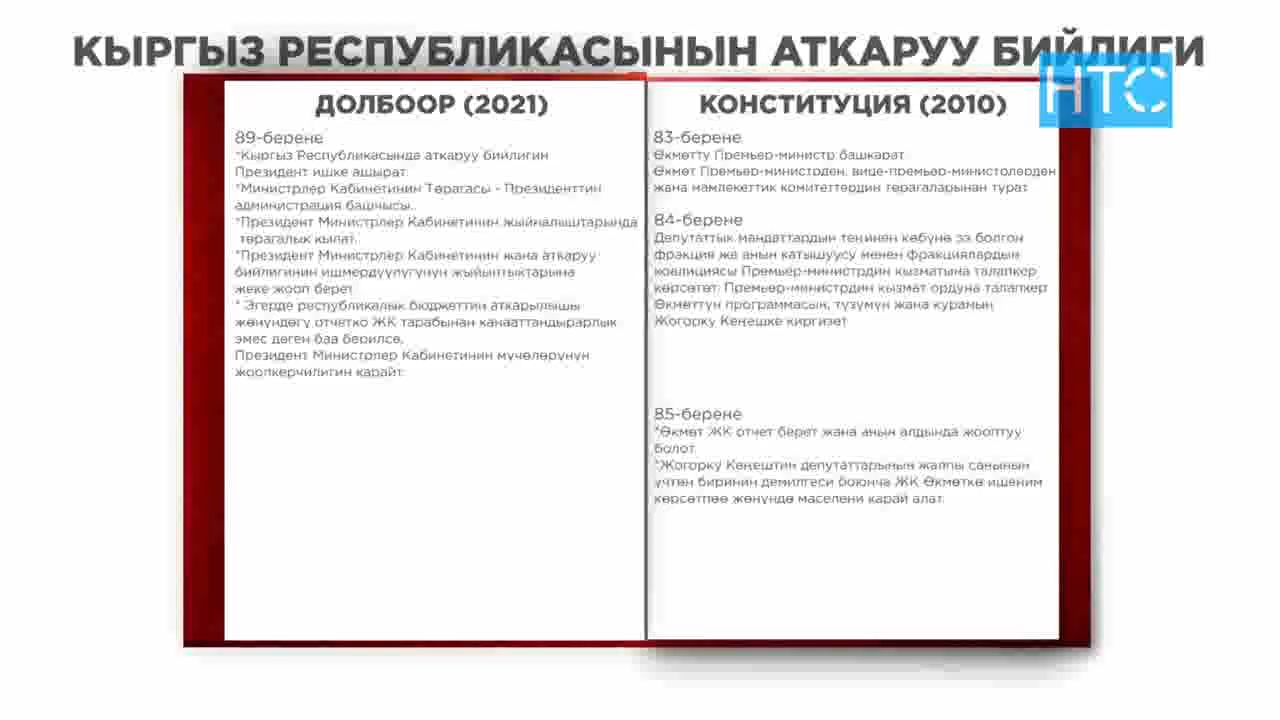 КЫРГЫЗ РЕСПУБЛИКАСЫНЫН АТКАРУУ БИЙЛИГИ
НТС
ДОЛБООР (2021)
89-берене
*Кыргыз Республикасында аткаруу бийлигин
Президент ишке ашырат.
*Министрлер Кабинетинин Төрагасы - Президенттин
администрация башчысы..
*Президент Министрлер Кабинетинин жыйналыштарында
төрагалык кылат.
*Президент Министрлер Кабинетинин жана аткаруу
бийлигинин ишмердүүлүгүнүн жыйынтыктарына
жеке жооп берет.
* Эгерде республикалык бюджеттин аткарылышы
жөнүндөгү отчетко ЖК тарабынан канааттандырарлык
эмес деген баа берилсе,
Президент Министрлер Кабинетинин мүчөлөрүнүн
жоопкерчилигин карайт.
КОНСТИТУЦИЯ (2010)
83-берене
Өкмөттү Премьер-министр башкарат.
Өкмөт Премьер-министрден, вице-премьер-министрлерден
жана мамлекеттик комитеттердин төрагаларынан турат.
84-берене
Депутаттык мандаттардын теңинен көбүнө ээ болгон
фракция же анын катышуусу менен фракциялардын
коалициясы Премьер-министрдин кызматына талапкер
көрсөтөт. Премьер-министрдин кызмат ордуна талапкер
Өкмөттүн программасын, түзүмүн жана курамын
Жогорку Кеңешке киргизет.
85-берене
*Өкмөт ЖК отчет берет жана анын алдында жооптуу
болот.
*Жогорку Кеңештин депутаттарынын жалпы санынын
үчтөн биринин демилгеси боюнча ЖК Өкмөткө ишеним
көрсөтпөө жөнүндө маселени карай алат.